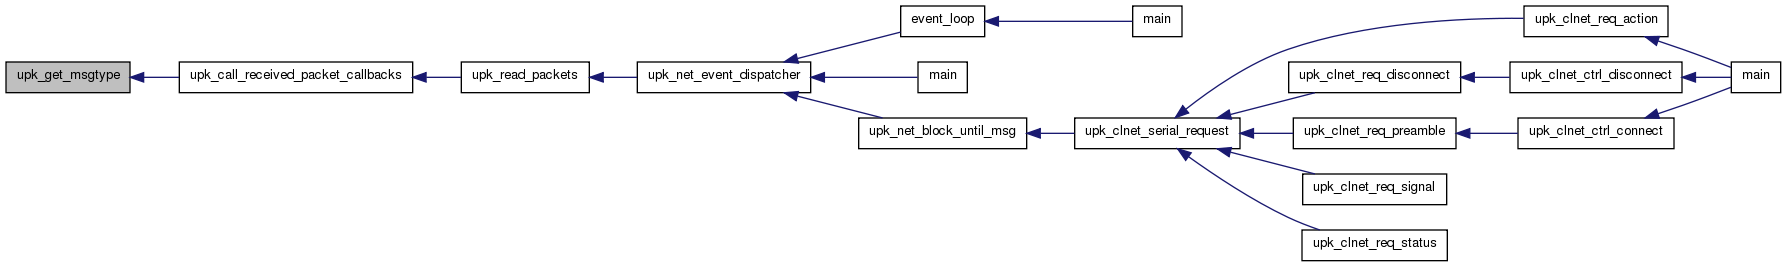 upk_get_msgtype
upk_call_received_packet_callbacks
upk_read_packets
upk_net_event_dispatcher
event_loop
main
main
upk_net_block_until_msg
upk_clnet_serial_request
upk_clnet_req_action
upk_clnet_req_disconnect
upk_clnet_ctrl_disconnect
main
upk_clnet_req_preamble
upk_clnet_ctrl_connect
upk_clnet_req_signal
upk_clnet_req_status